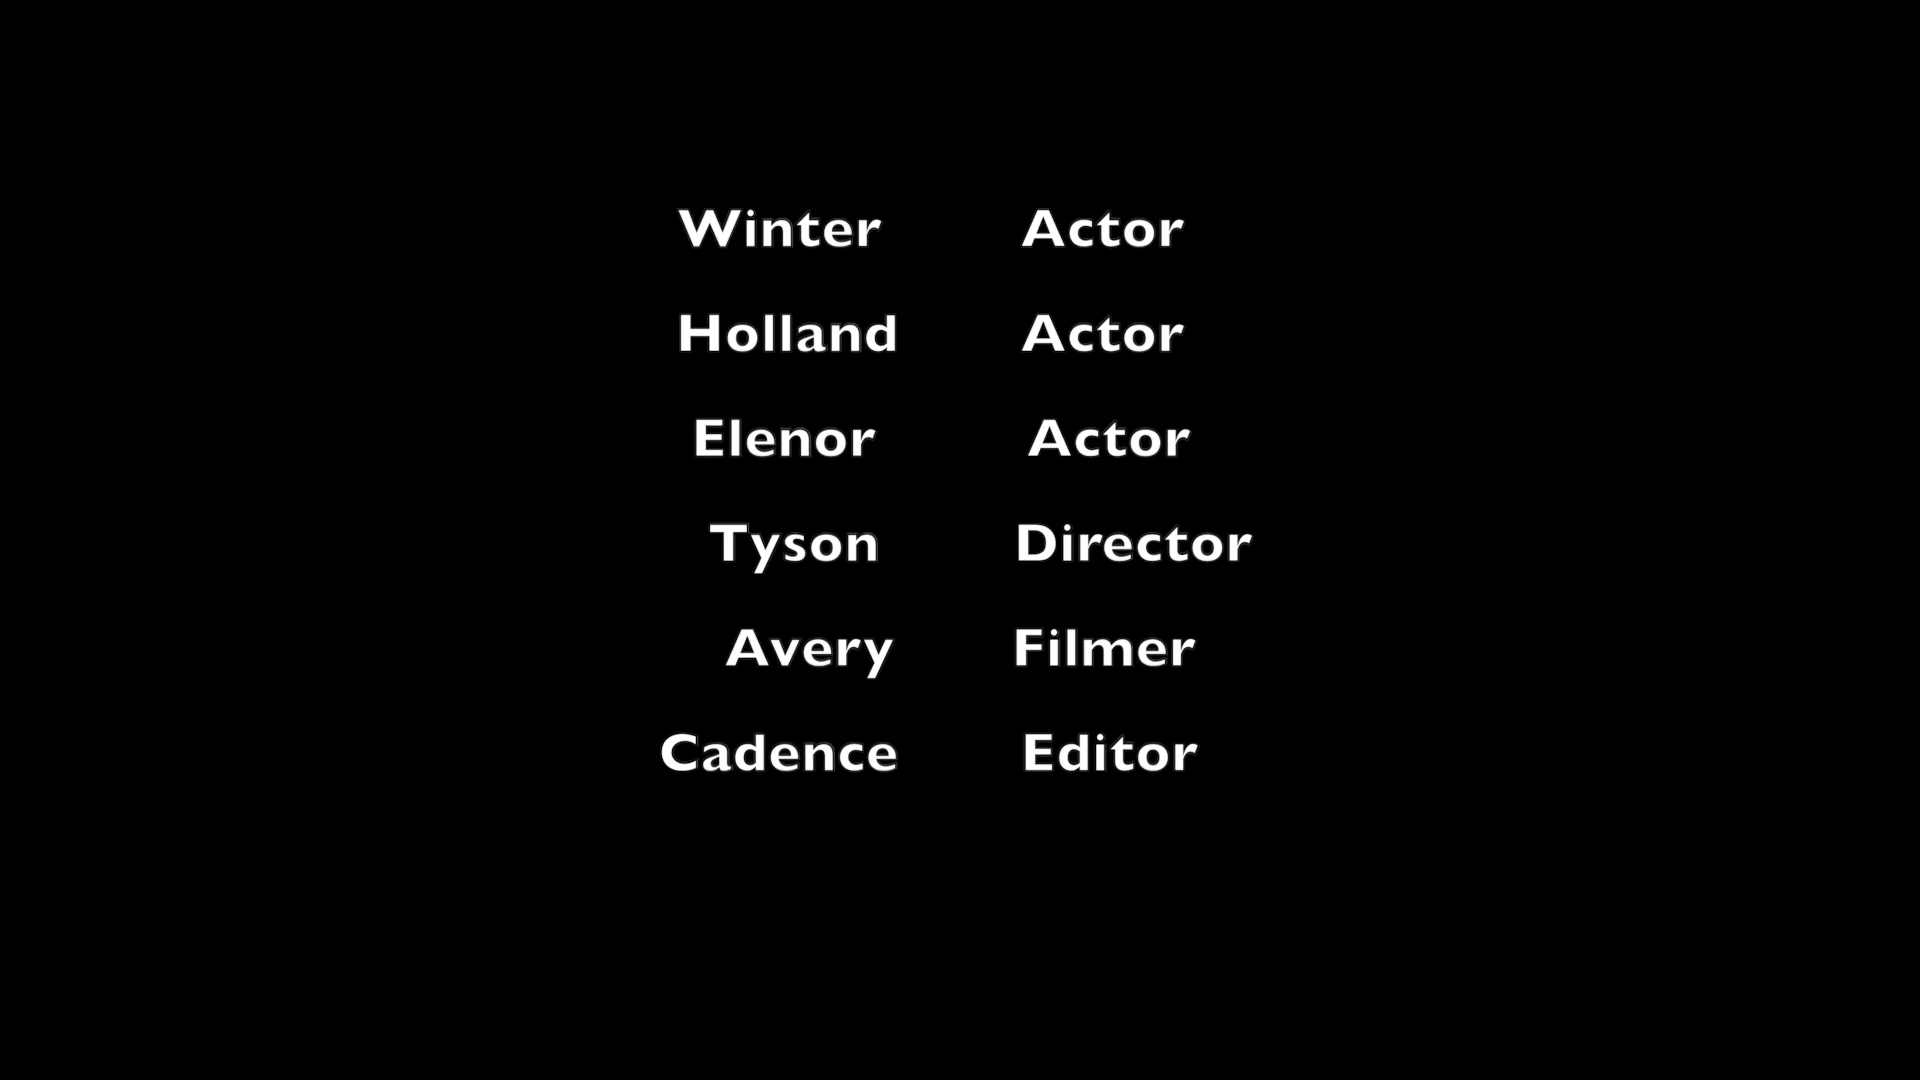 Winter Actor
Holland Actor
Elenor Actor
Tyson Director
Avery Filmer
Cadence Editor